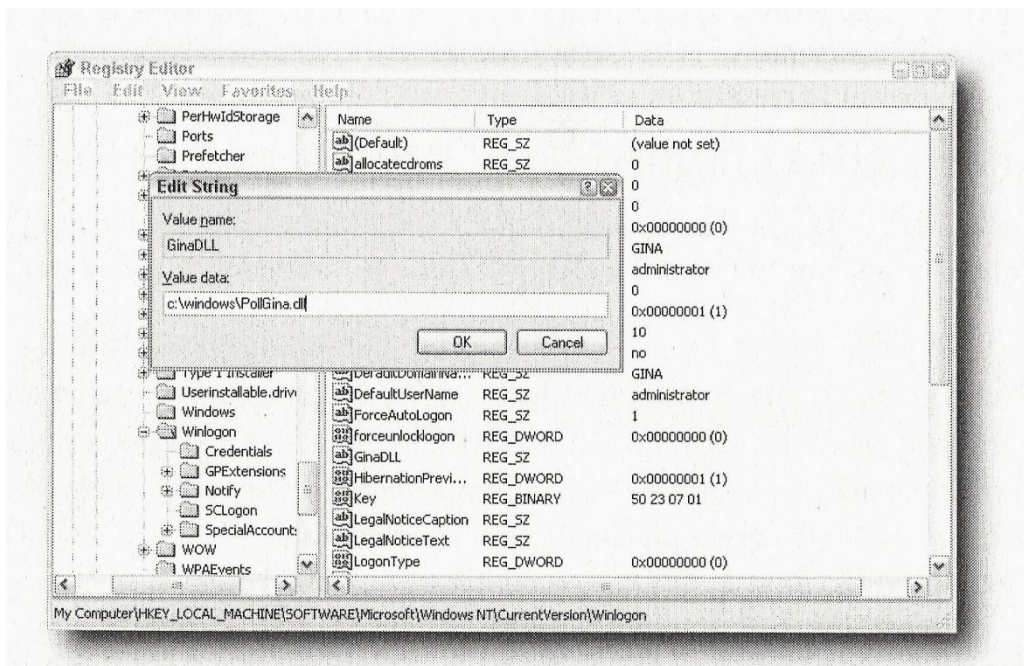 Registry Editor
File Edit View Favorites Help
PerHwIdStorage
Ports
Prefetcher
Name Type Data
(Default) REG_SZ (value not set)
allocatecdroms REG_SZ 0
Edit String
Value name:
GinaDLL
Value data:
c:\windows\PollGina.dll
OK Cancel
0
0
0x00000000 (0)
GINA
administrator
0
0x00000001 (1)
10
no
Type 1 Installer
DefaultDomainNa... REG_SZ GINA
Userinstallable.driv
DefaultUserName REG_SZ administrator
Windows
ForceAutoLogon REG_SZ 1
Winlogon
forceunlocklogon REG_DWORD 0x00000000 (0)
Credentials
GinaDLL REG_SZ
GPExtensions
HibernationPrevi... REG_DWORD 0x00000001 (1)
Notify
Key REG_BINARY 50 23 07 01
SCLogon
LegalNoticeCaption REG_SZ
SpecialAccount
LegalNoticeText REG_SZ
WOW
LogonType REG_DWORD 0x00000000 (0)
WPAEvents
My Computer\HKEY_LOCAL_MACHINE\SOFTWARE\Microsoft\Windows NT\CurrentVersion\Winlogon